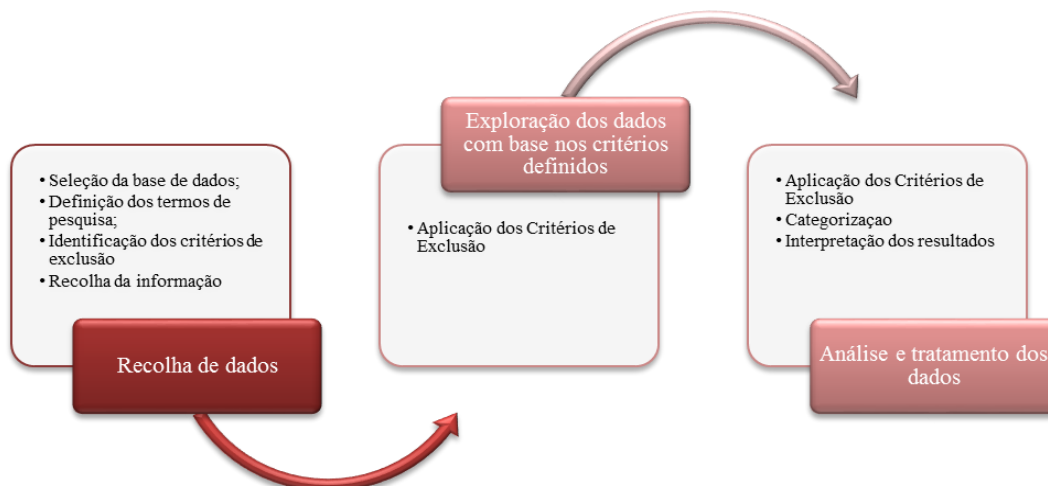 • Seleção da base de dados;
• Definição dos termos de
pesquisa;
• Identificação dos critérios de
exclusão
• Recolha da informação
Recolha de dados
Exploração dos dados
com base nos critérios
definidos
• Aplicação dos Critérios de
Exclusão
• Aplicação dos Critérios de
Exclusão
• Categorizaçao
• Interpretação dos resultados
Análise e tratamento dos
dados